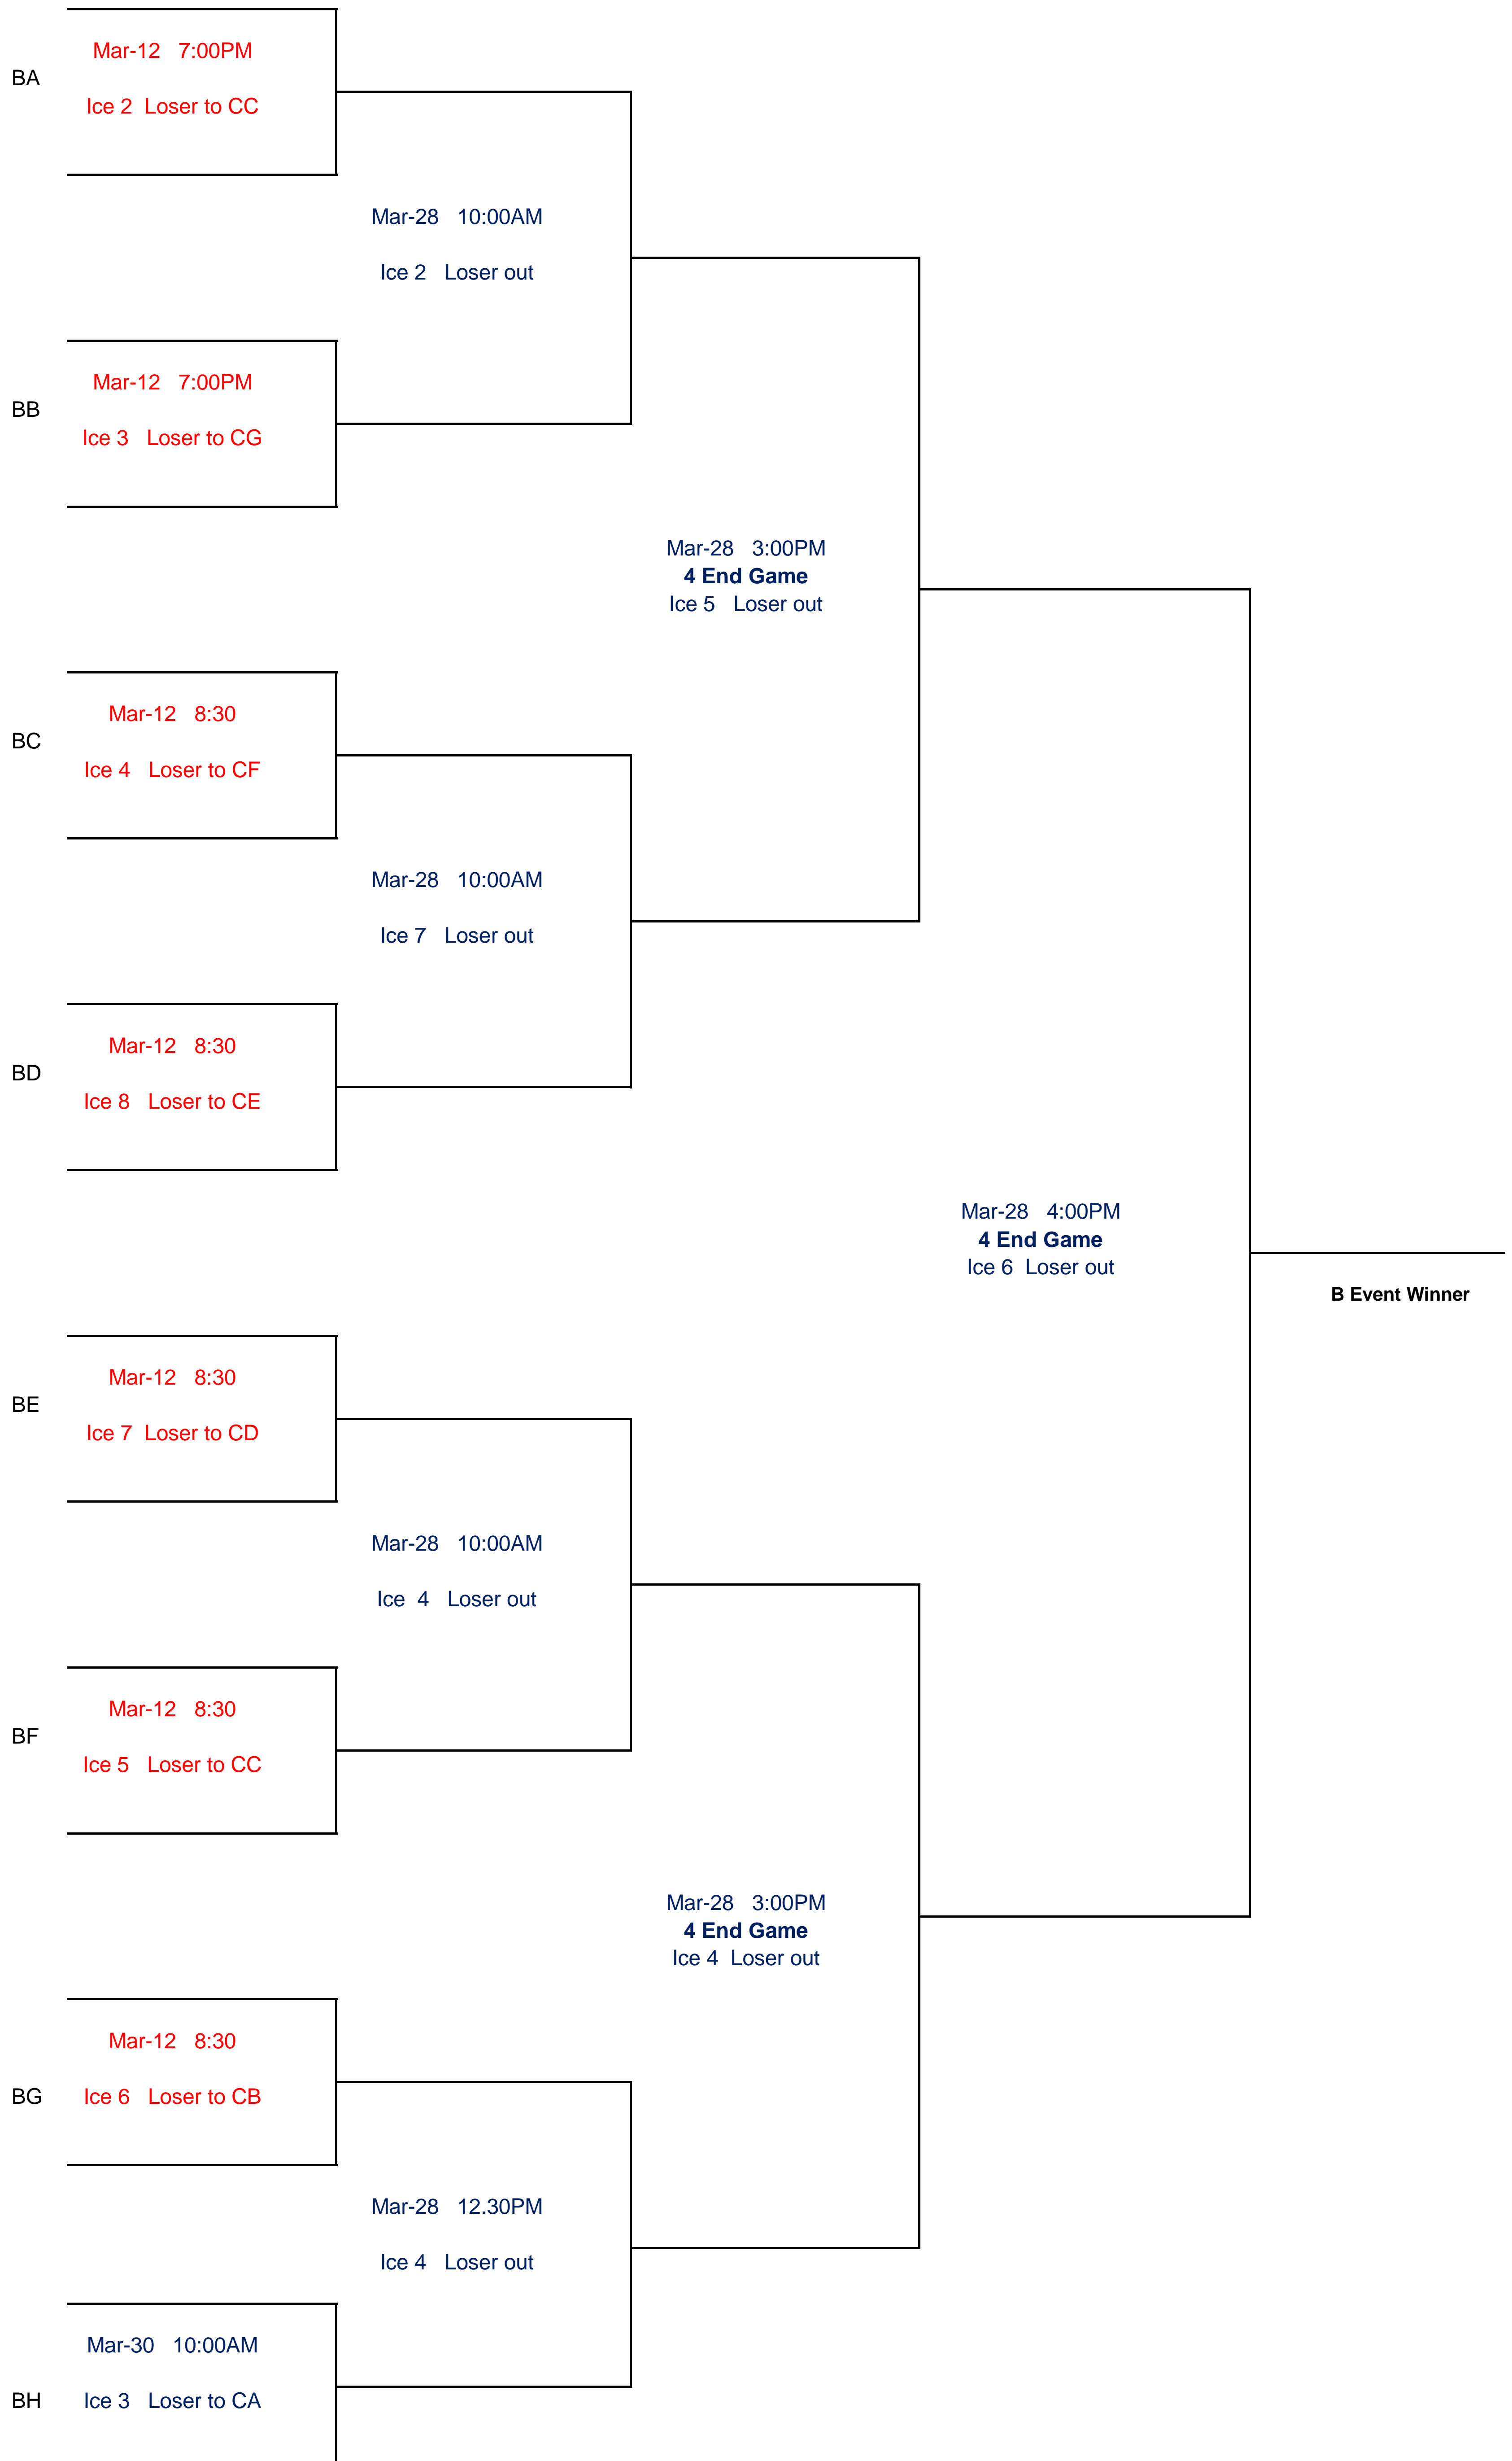 Mar-12 7:00PM
BA
Ice 2 Loser to CC
Mar-28 10:00AM
Ice 2 Loser out
Mar-12 7:00PM
BB
Ice 3 Loser to CG
Mar-28 3:00PM
4 End Game
Ice 5 Loser out
Mar-12 8:30
BC
Ice 4 Loser to CF
Mar-28 10:00AM
Ice 7 Loser out
Mar-12 8:30
BD
Ice 8 Loser to CE
Mar-28 4:00PM
4 End Game
Ice 6 Loser out
B Event Winner
Mar-12 8:30
BE
Ice 7 Loser to CD
Mar-28 10:00AM
Ice 4 Loser out
Mar-12 8:30
BF
Ice 5 Loser to CC
Mar-28 3:00PM
4 End Game
Ice 4 Loser out
Mar-12 8:30
BG
Ice 6 Loser to CB
Mar-28 12.30PM
Ice 4 Loser out
Mar-30 10:00AM
BH
Ice 3 Loser to CA